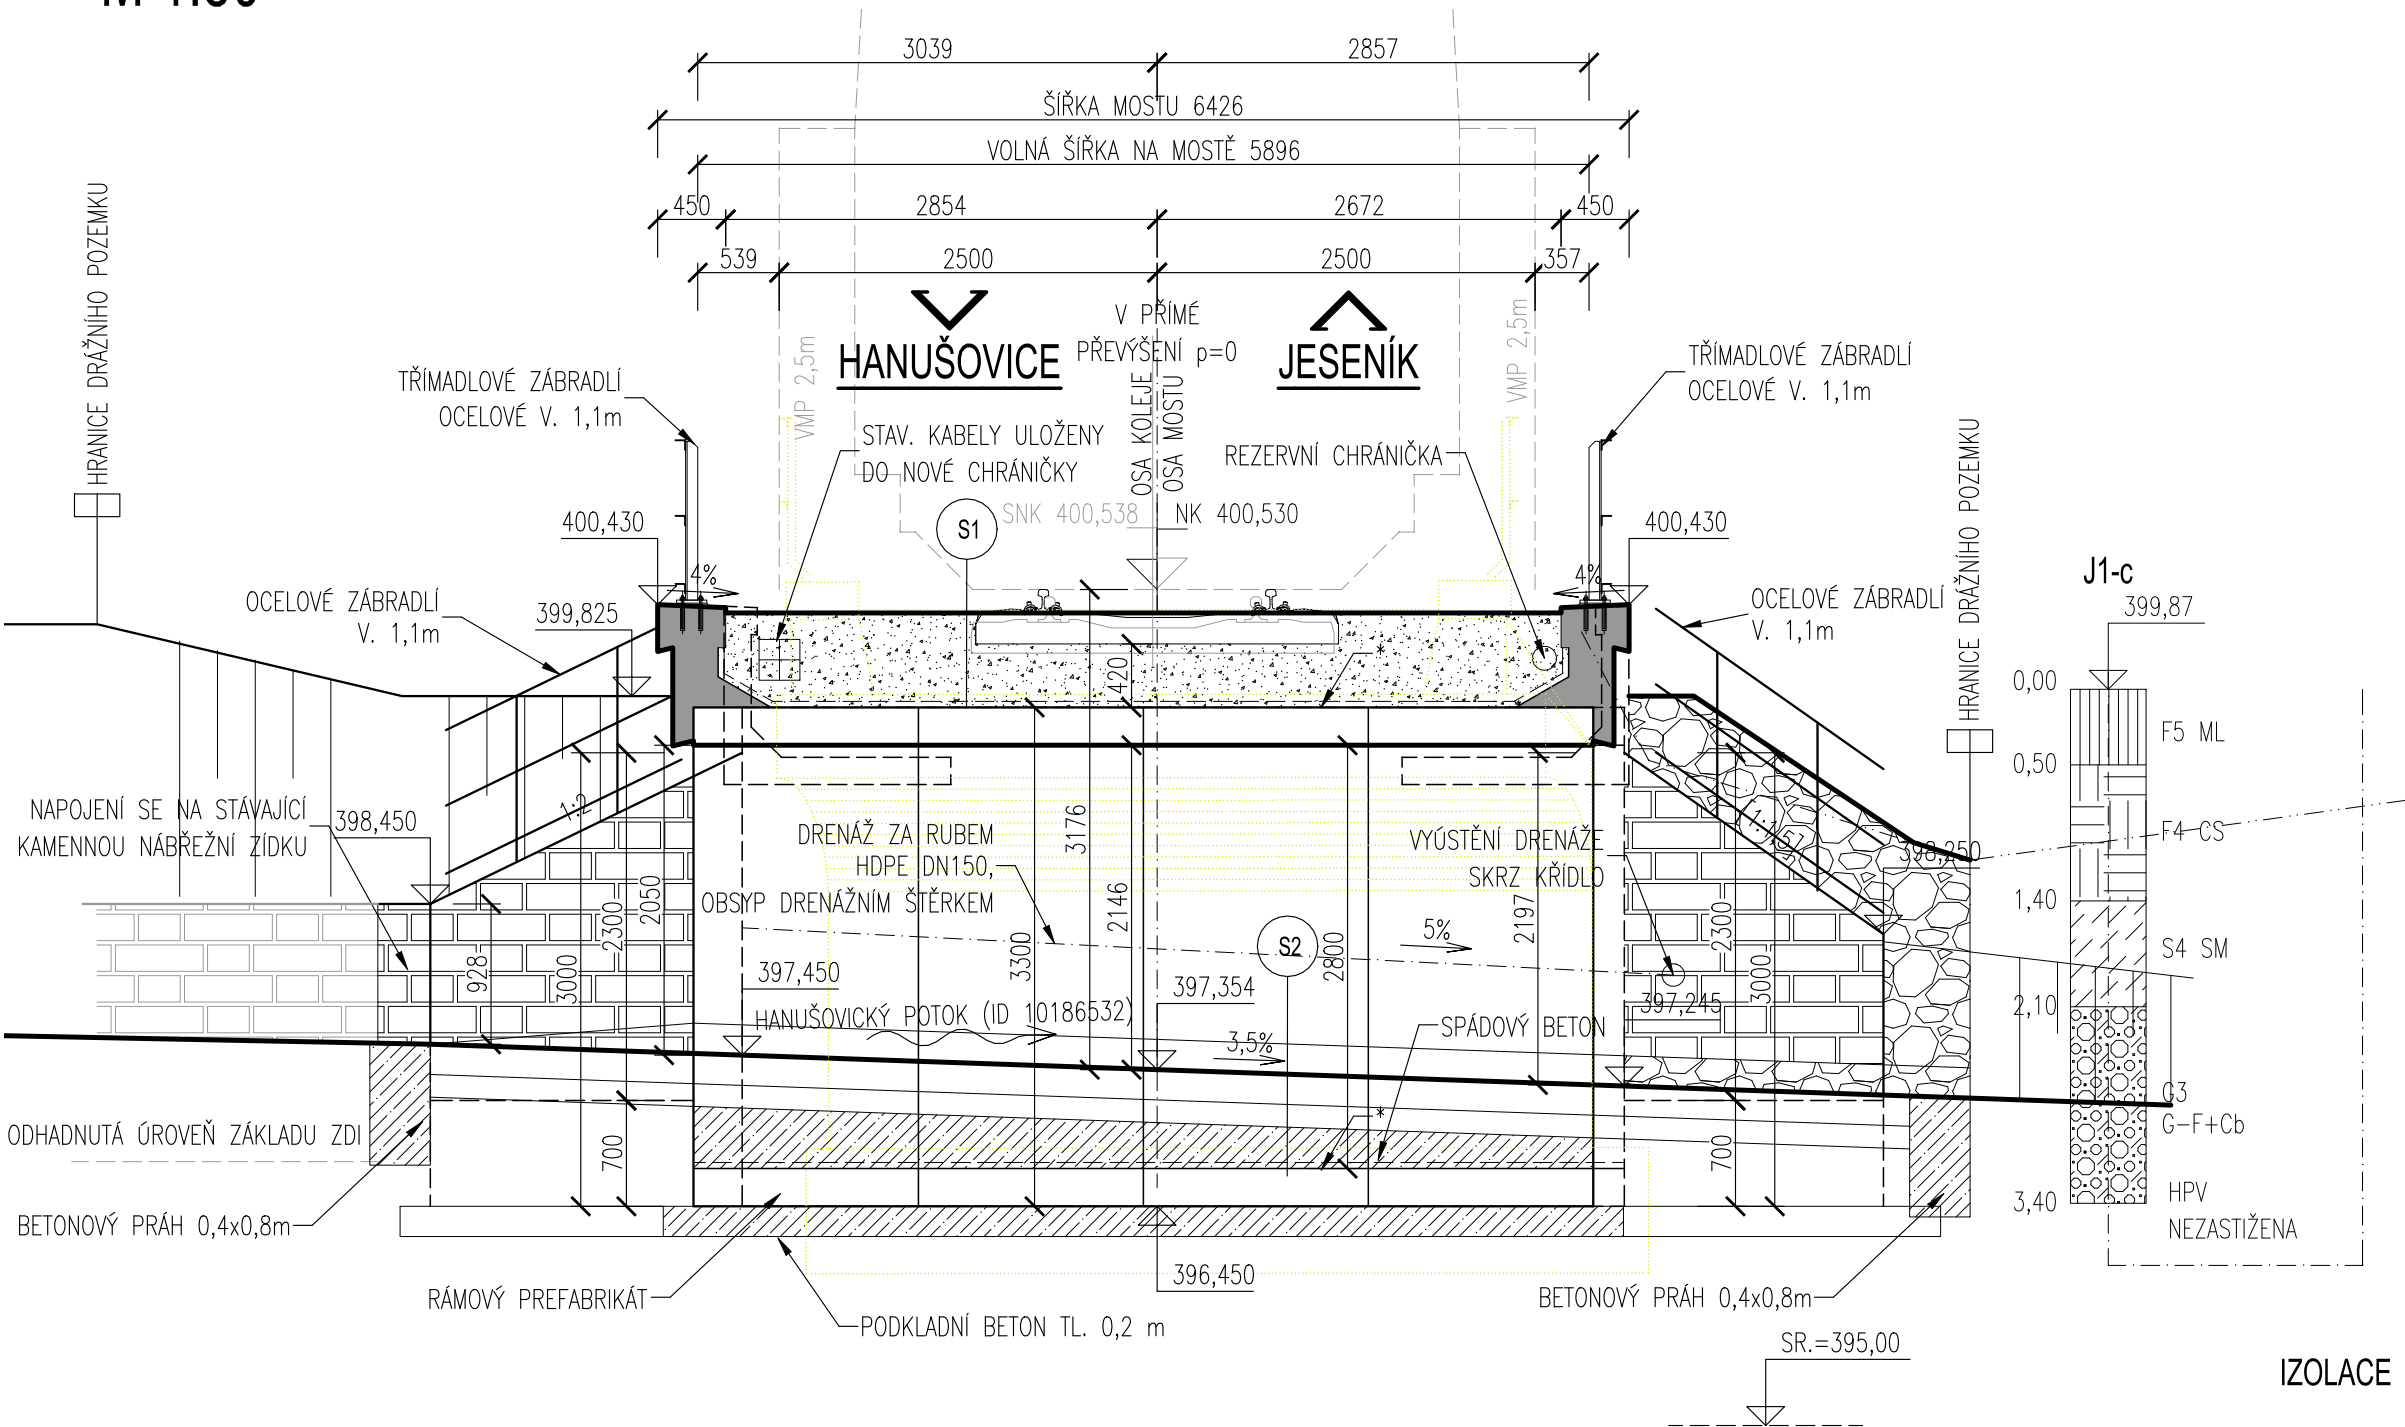 3039
2857
ŠÍŘKA MOSTU 6426
VOLNÁ ŠÍŘKA NA MOSTĚ 5896
450
2854
2672
450
539
2500
2500
357
HANUŠOVICE
V PŘÍMÉ
PŘEVÝŠENÍ p=0
JESENÍK
VMP 2,5m
VMP 2,5m
OSA KOLEJE
OSA MOSTU
HRANICE DRÁŽNÍHO POZEMKU
TŘÍMADLOVÉ ZÁBRADLÍ
OCELOVÉ V. 1,1m
TŘÍMADLOVÉ ZÁBRADLÍ
OCELOVÉ V. 1,1m
STAV. KABELY ULOŽENY
DO NOVÉ CHRÁNIČKY
REZERVNÍ CHRÁNIČKA
HRANICE DRÁŽNÍHO POZEMKU
400,430
S1
SNK 400,538
NK 400,530
400,430
4%
4%
OCELOVÉ ZÁBRADLÍ
V. 1,1m
399,825
OCELOVÉ ZÁBRADLÍ
V. 1,1m
J1-c
399,87
0,00
F5 ML
0,50
F4 CS
1,40
S4 SM
2,10
G3
G-F+Cb
3,40
HPV
NEZASTIŽENA
*
420
NAPOJENÍ SE NA STÁVAJÍCÍ
KAMENNOU NÁBŘEŽNÍ ZÍDKU
398,450
1:2
3176
DRENÁŽ ZA RUBEM
HDPE DN150,
OBSYP DRENÁŽNÍM ŠTĚRKEM
VYÚSTĚNÍ DRENÁŽE
SKRZ KŘÍDLO
1:1,5
398,250
928
3000
2300
2050
3300
2146
S2
2800
5%
2197
2300
3000
397,450
397,354
397,245
HANUŠOVICKÝ POTOK (ID 10186532)
3,5%
SPÁDOVÝ BETON
*
ODHADNUTÁ ÚROVEŇ ZÁKLADU ZDI
700
700
BETONOVÝ PRÁH 0,4x0,8m
RÁMOVÝ PREFABRIKÁT
PODKLADNÍ BETON TL. 0,2 m
396,450
BETONOVÝ PRÁH 0,4x0,8m
SR.=395,00
IZOLACE